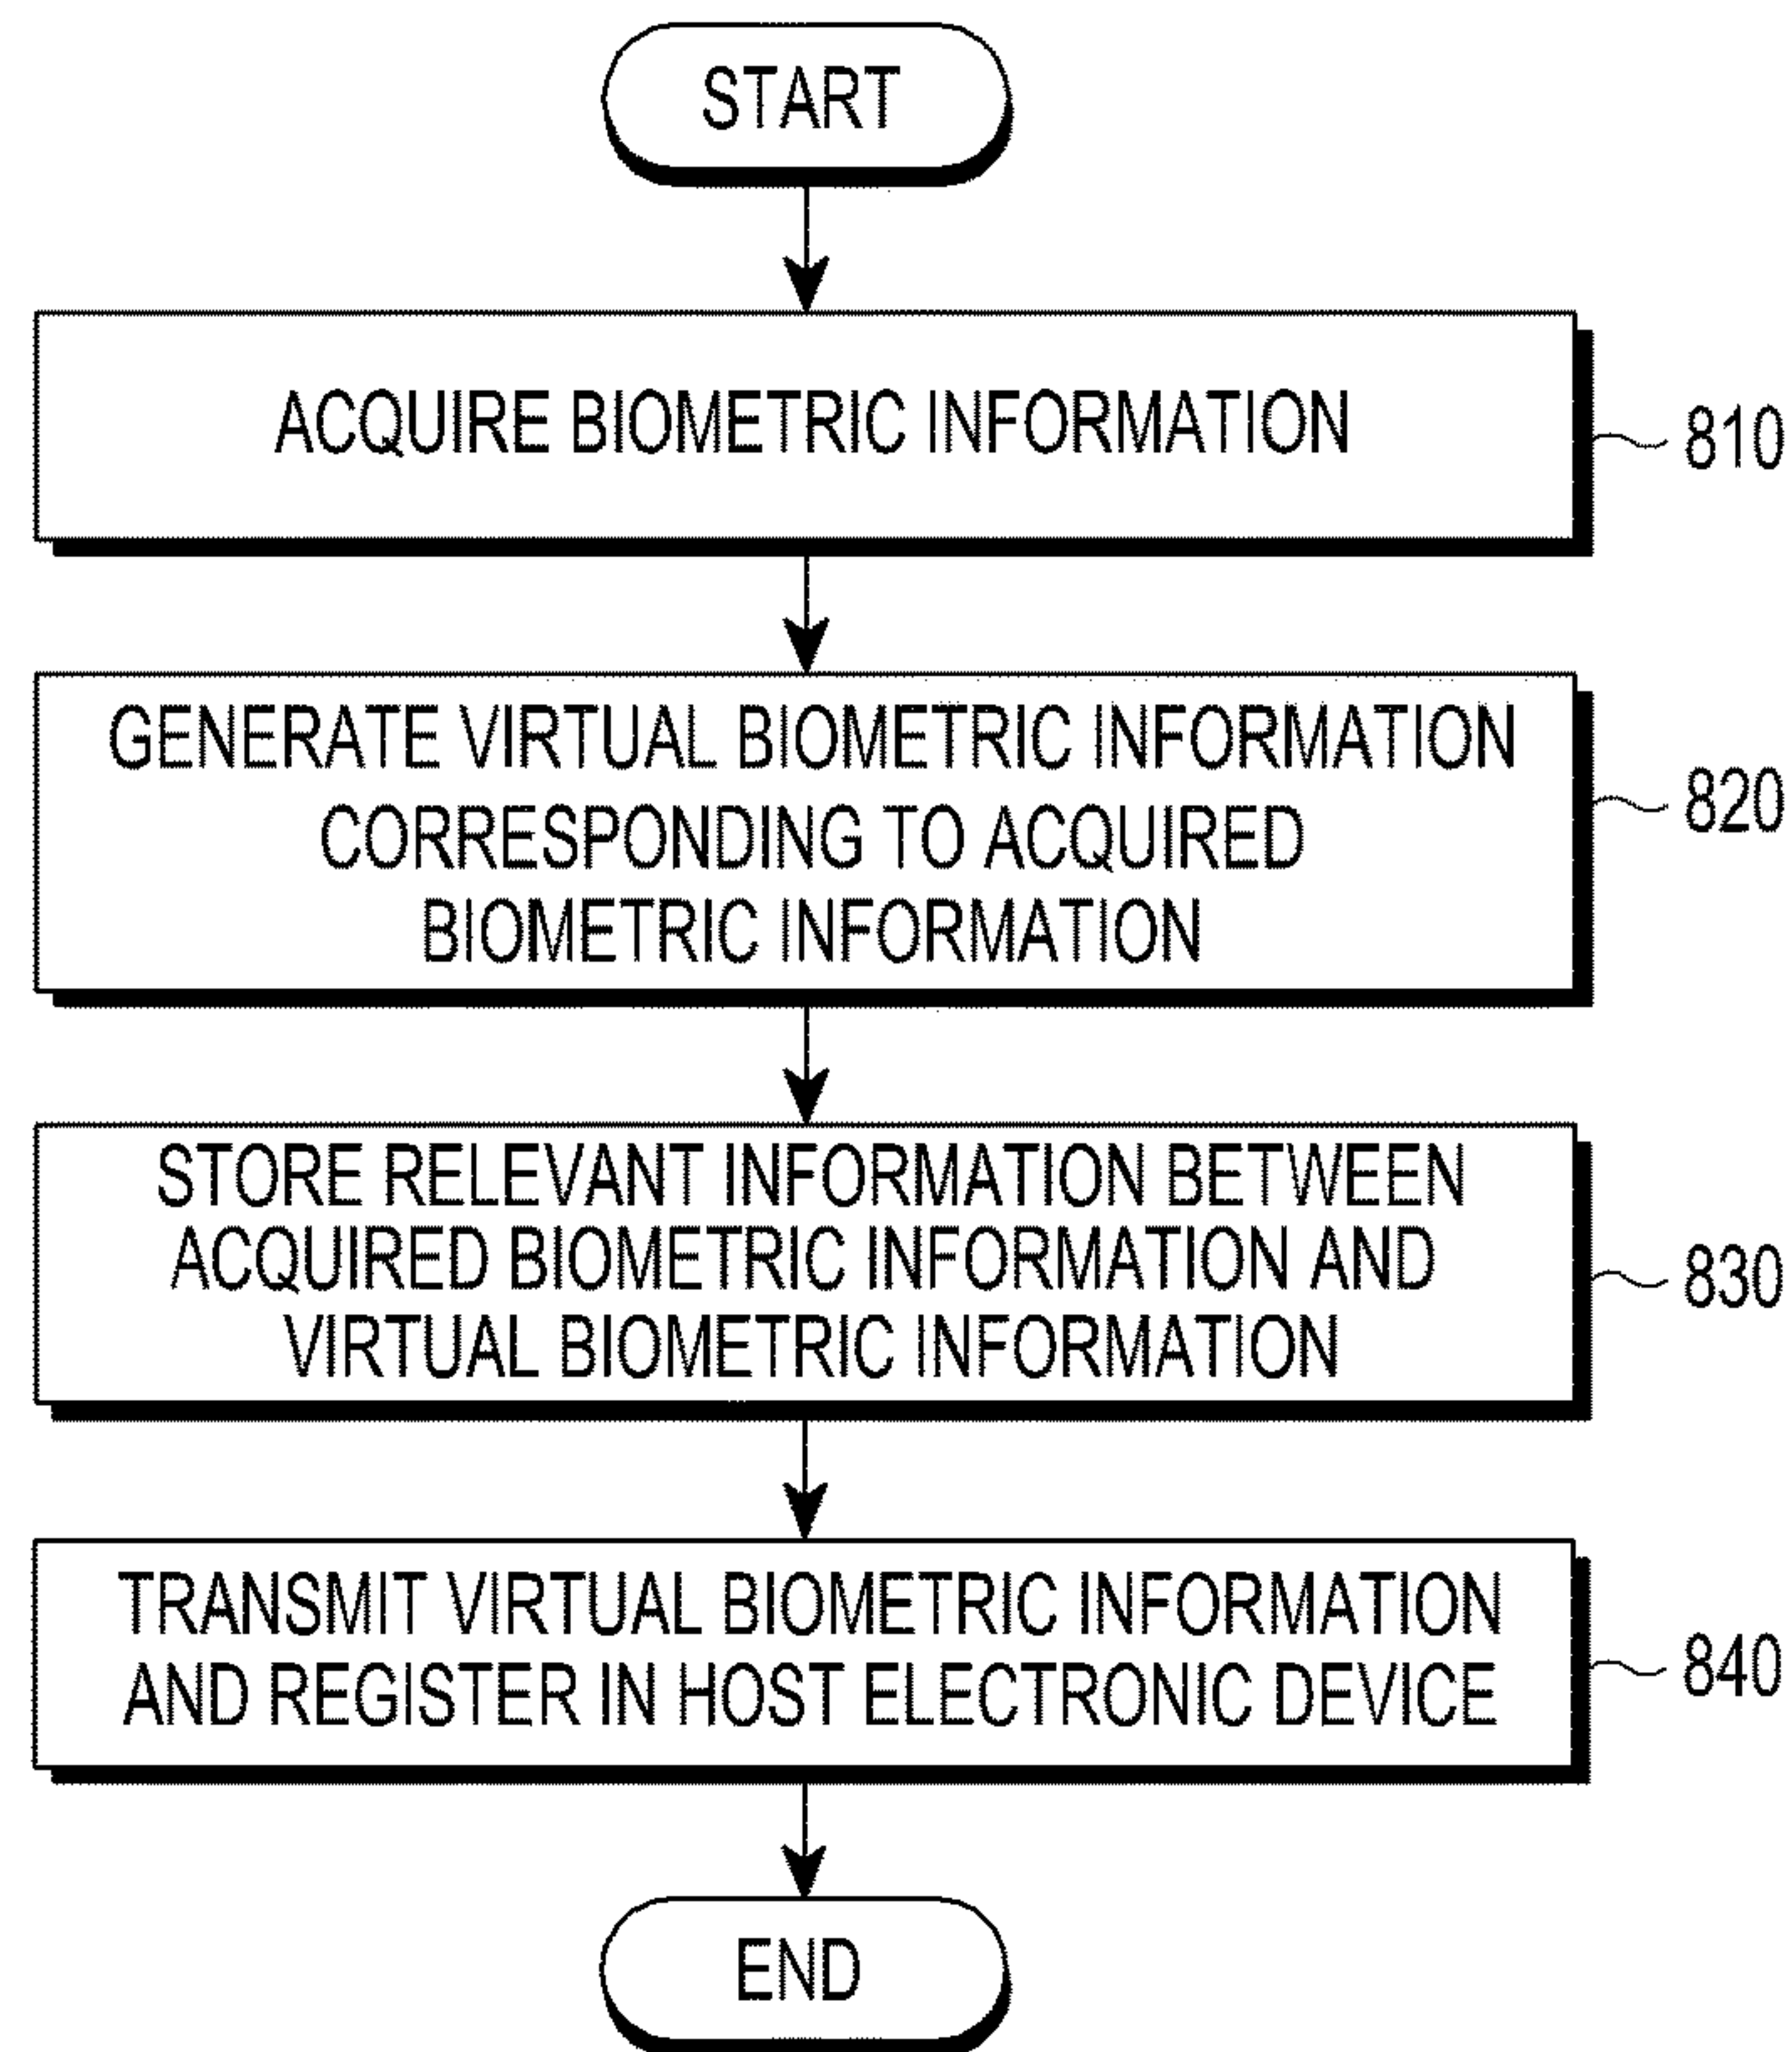 START
ACQUIRE BIOMETRIC INFORMATION
810
GENERATE VIRTUAL BIOMETRIC INFORMATION
CORRESPONDING TO ACQUIRED
BIOMETRIC INFORMATION
820
STORE RELEVANT INFORMATION BETWEEN
ACQUIRED BIOMETRIC INFORMATION AND
VIRTUAL BIOMETRIC INFORMATION
830
TRANSMIT VIRTUAL BIOMETRIC INFORMATION
AND REGISTER IN HOST ELECTRONIC DEVICE
840
END